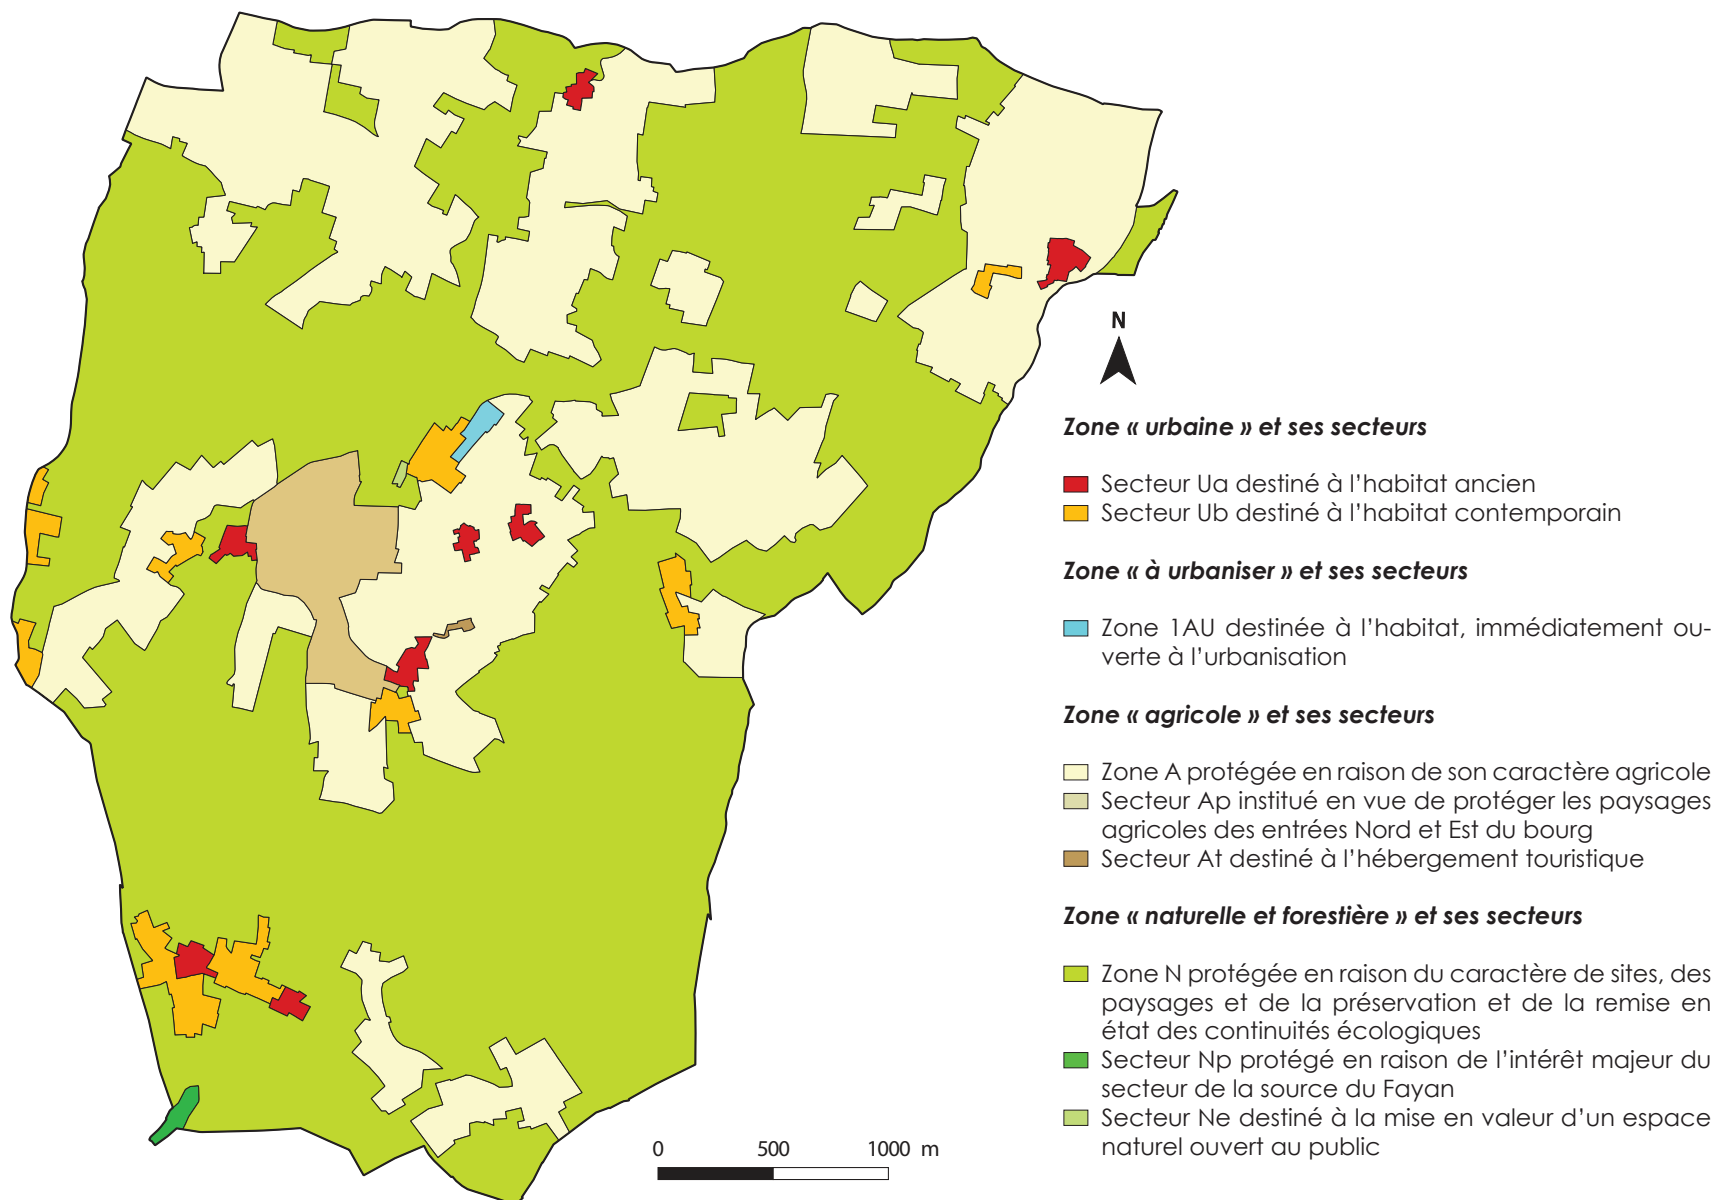 N
Zone « urbaine » et ses secteurs
Secteur Ua destiné à l’habitat ancien
Secteur Ub destiné à l’habitat contemporain
Zone « à urbaniser » et ses secteurs
Zone 1AU destinée à l’habitat, immédiatement ou-
verte à l’urbanisation
Zone « agricole » et ses secteurs
Zone A protégée en raison de son caractère agricole
Secteur Ap institué en vue de protéger les paysages
agricoles des entrées Nord et Est du bourg
Secteur At destiné à l’hébergement touristique
Zone « naturelle et forestière » et ses secteurs
Zone N protégée en raison du caractère de sites, des
paysages et de la préservation et de la remise en
état des continuités écologiques
Secteur Np protégé en raison de l’intérêt majeur du
secteur de la source du Fayan
Secteur Ne destiné à la mise en valeur d’un espace
naturel ouvert au public
0 500 1000 m